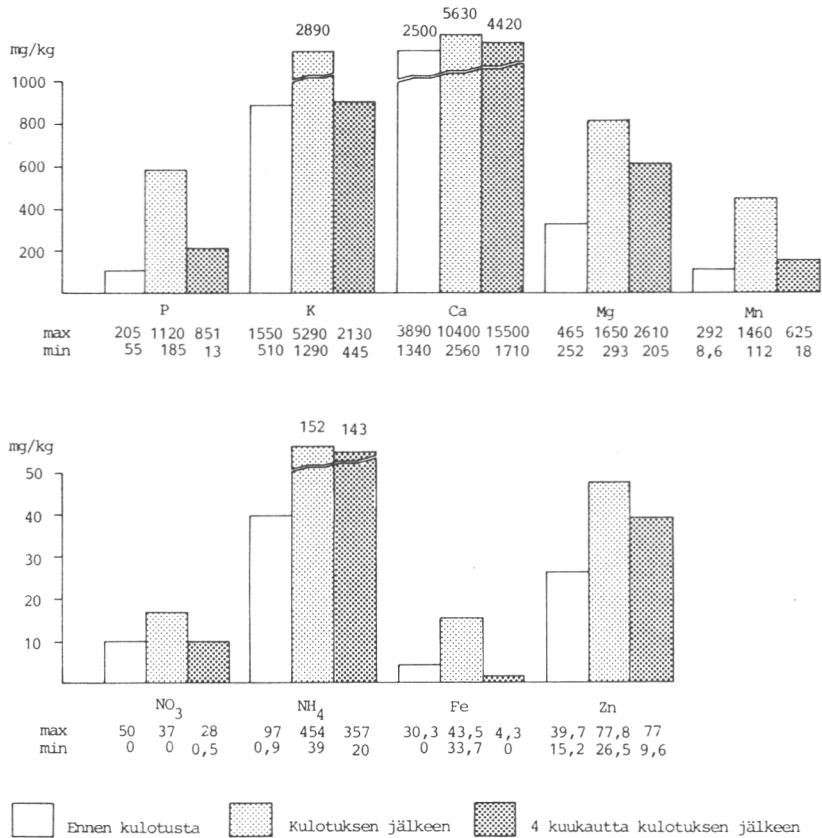 2890
2500 5630 4420
mg/kg
1000
800
600
400
200
P K Ca Mg Mn
max 205 1120 851 1550 5290 2130 3890 10400 15500 465 1650 2610 292 1460 625
min 55 185 13 510 1290 445 1340 2560 1710 252 293 205 8,6 112 18
152 143
mg/kg
50
40
30
20
10
NO3 NH4 Fe Zn
max 50 37 28 97 454 357 30,3 43,5 4,3 39,7 77,8 77
min 0 0 0,5 0,9 39 20 0 33,7 0 15,2 26,5 9,6
Ennen kulotusta Kulotuksen jälkeen 4 kuukautta kulotuksen jälkeen